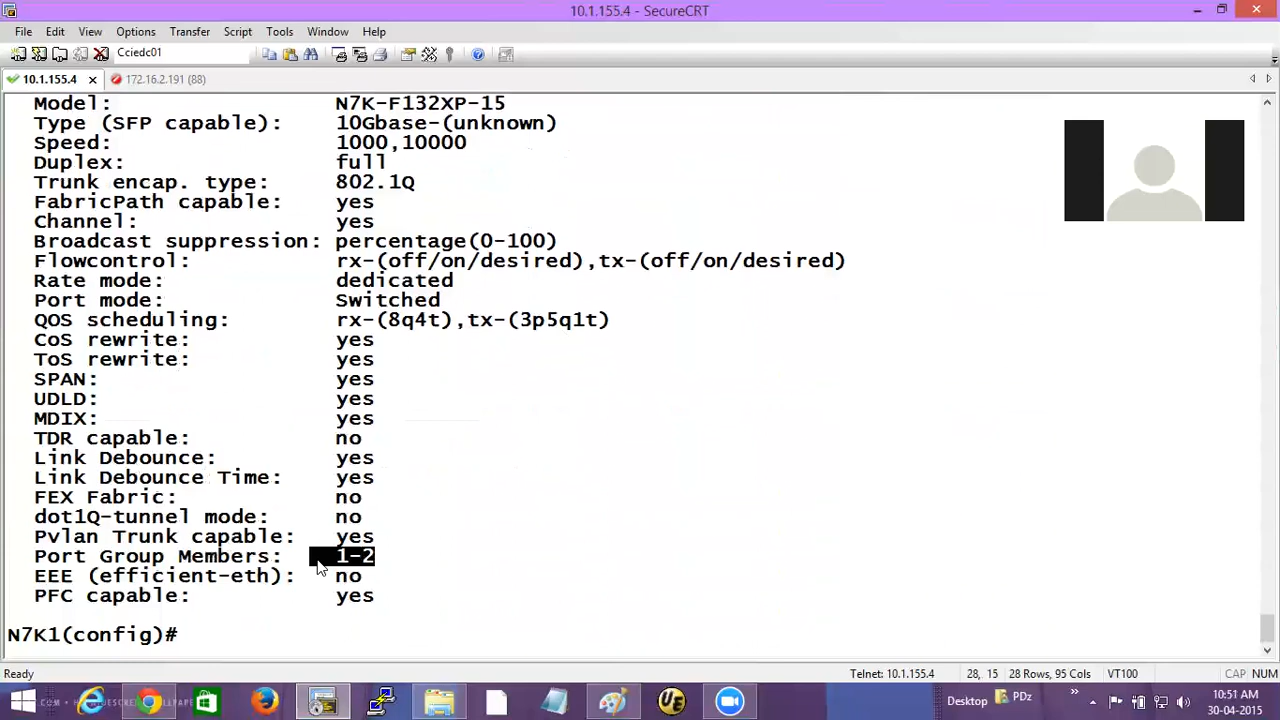 10.1.155.4 - SecureCRT
File Edit View Options Transfer Script Tools Window Help
Cciedc01
10.1.155.4 172.16.2.191 (88)
Model: N7K-F132XP-15
Type (SFP capable): 10Gbase-(unknown)
Speed: 1000,10000
Duplex: full
Trunk encap. type: 802.1Q
FabricPath capable: yes
Channel: yes
Broadcast suppression: percentage(0-100)
Flowcontrol: rx-(off/on/desired),tx-(off/on/desired)
Rate mode: dedicated
Port mode: Switched
QOS scheduling: rx-(8q4t),tx-(3p5q1t)
CoS rewrite: yes
ToS rewrite: yes
SPAN: yes
UDLD: yes
MDIX: yes
TDR capable: no
Link Debounce: yes
Link Debounce Time: yes
FEX Fabric: no
dot1Q-tunnel mode: no
Pvlan Trunk capable: yes
Port Group Members: 1-2
EEE (efficient-eth): no
PFC capable: yes
N7K1(config)#
Ready Telnet: 10.1.155.4 28, 15 28 Rows, 95 Cols VT100 CAP NUM
Desktop PDz 10:51 AM
30-04-2015